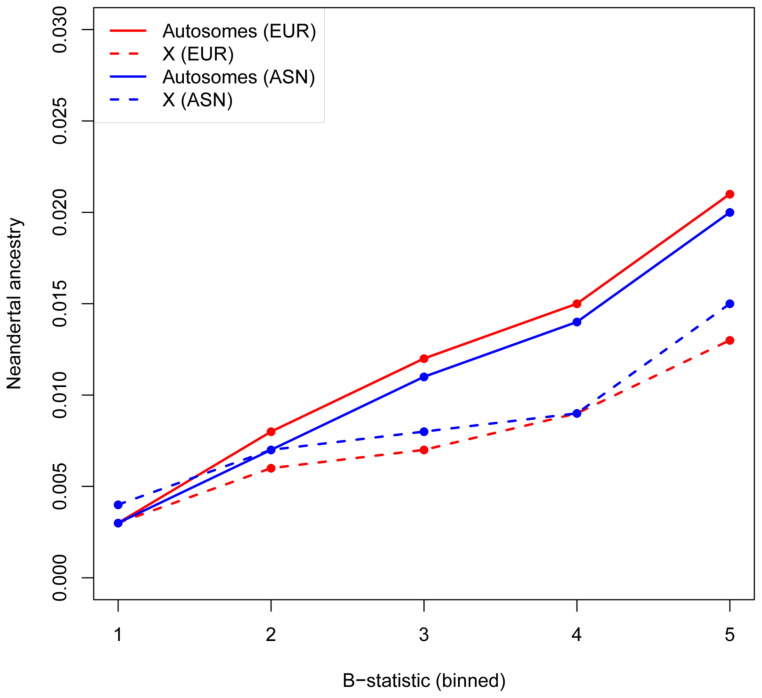 Autosomes (EUR)
X (EUR)
Autosomes (ASN)
X (ASN)
Neandertal ancestry
0.030
0.025
0.020
0.015
0.010
0.005
0.000
1 2 3 4 5
B−statistic (binned)